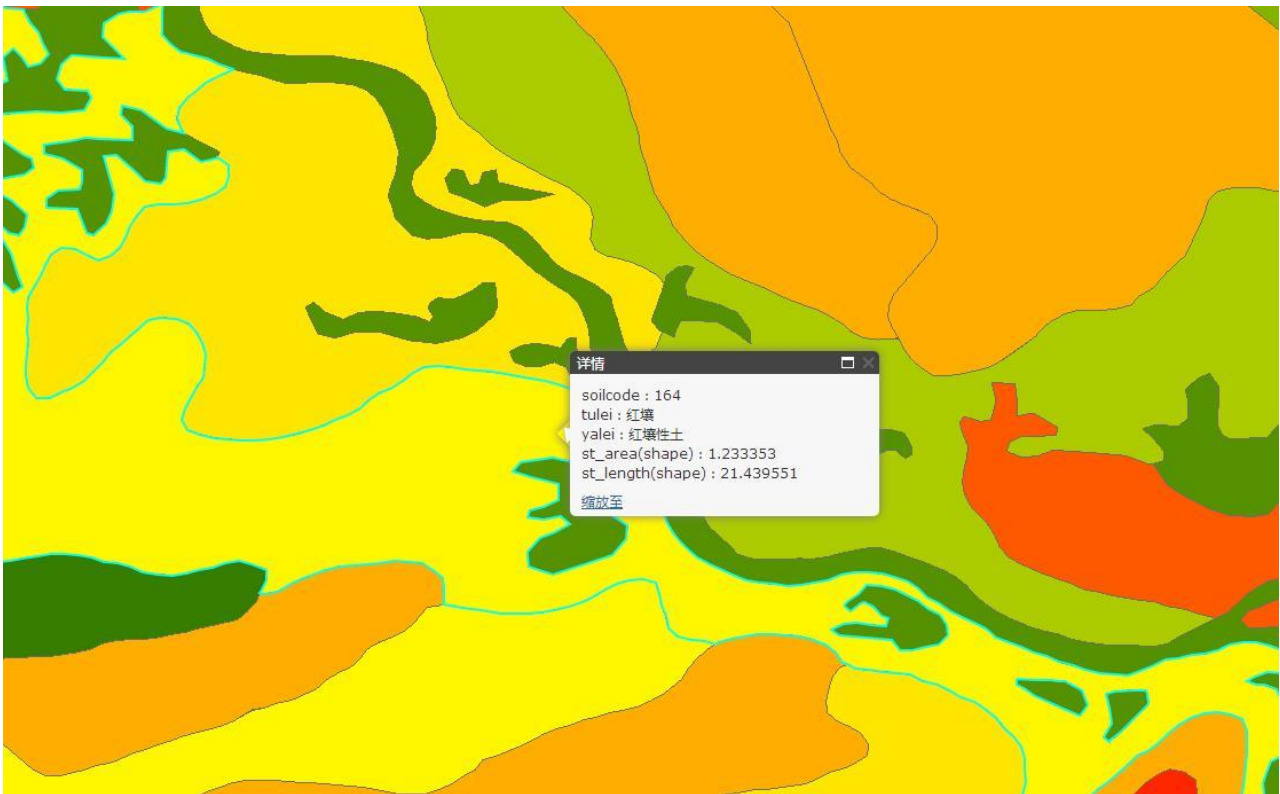 详情
soilcode : 164
tulei : 红壤
yalei : 红壤性土
st_area(shape) : 1.233353
st_length(shape) : 21.439551
缩放至